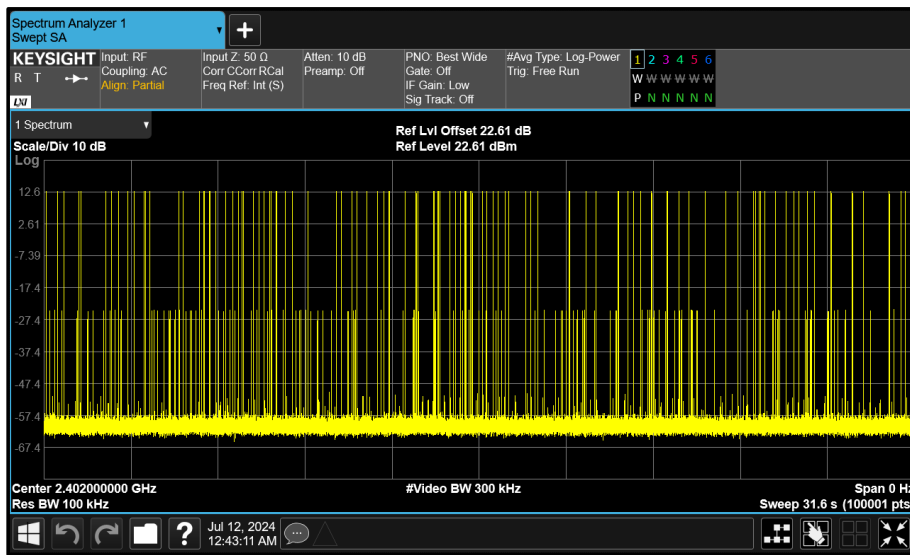 Spectrum Analyzer 1
Swept SA
KEYSIGHT
R T
LXI
Input: RF
Coupling: AC
Align: Partial
Input Z: 50 Ω
Corr CCorr RCal
Freq Ref: Int (S)
Atten: 10 dB
Preamp: Off
PNO: Best Wide
Gate: Off
IF Gain: Low
Sig Track: Off
#Avg Type: Log-Power
Trig: Free Run
1 2 3 4 5 6
W W W W W W
P N N N N N
1 Spectrum
Scale/Div 10 dB
Ref Lvl Offset 22.61 dB
Ref Level 22.61 dBm
Log
12.6
2.61
-7.39
-17.4
-27.4
-37.4
-47.4
-57.4
-67.4
Center 2.402000000 GHz
#Video BW 300 kHz
Span 0 Hz
Res BW 100 kHz
Sweep 31.6 s (100001 pts
?
Jul 12, 2024
12:43:11 AM